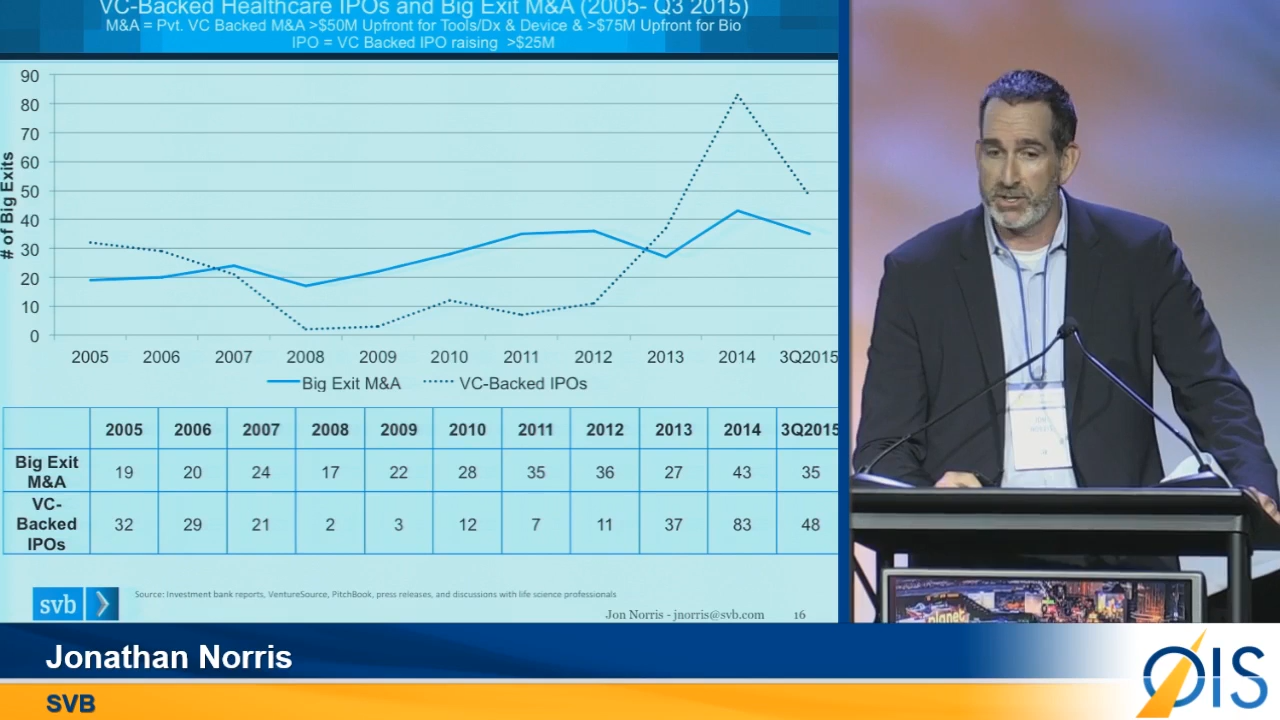 VC-Backed Healthcare IPOs and Big Exit M&A (2005- Q3 2015)
M&A = Pvt. VC Backed M&A >$50M Upfront for Tools/Dx & Device & >$75M Upfront for Bio
IPO = VC Backed IPO raising >$25M
# of Big Exits
90
80
70
60
50
40
30
20
10
0
2005 2006 2007 2008 2009 2010 2011 2012 2013 2014 3Q2015
Big Exit M&A VC-Backed IPOs
2005 2006 2007 2008 2009 2010 2011 2012 2013 2014 3Q2015
Big Exit
M&A
19 20 24 17 22 28 35 36 27 43 35
VC-
Backed
IPOs
32 29 21 2 3 12 7 11 37 83 48
svb
Source: Investment bank reports, VentureSource, PitchBook, press releases, and discussions with life science professionals
Jon Norris - jnorris@svb.com 16
planet
Jonathan Norris
SVB
OIS